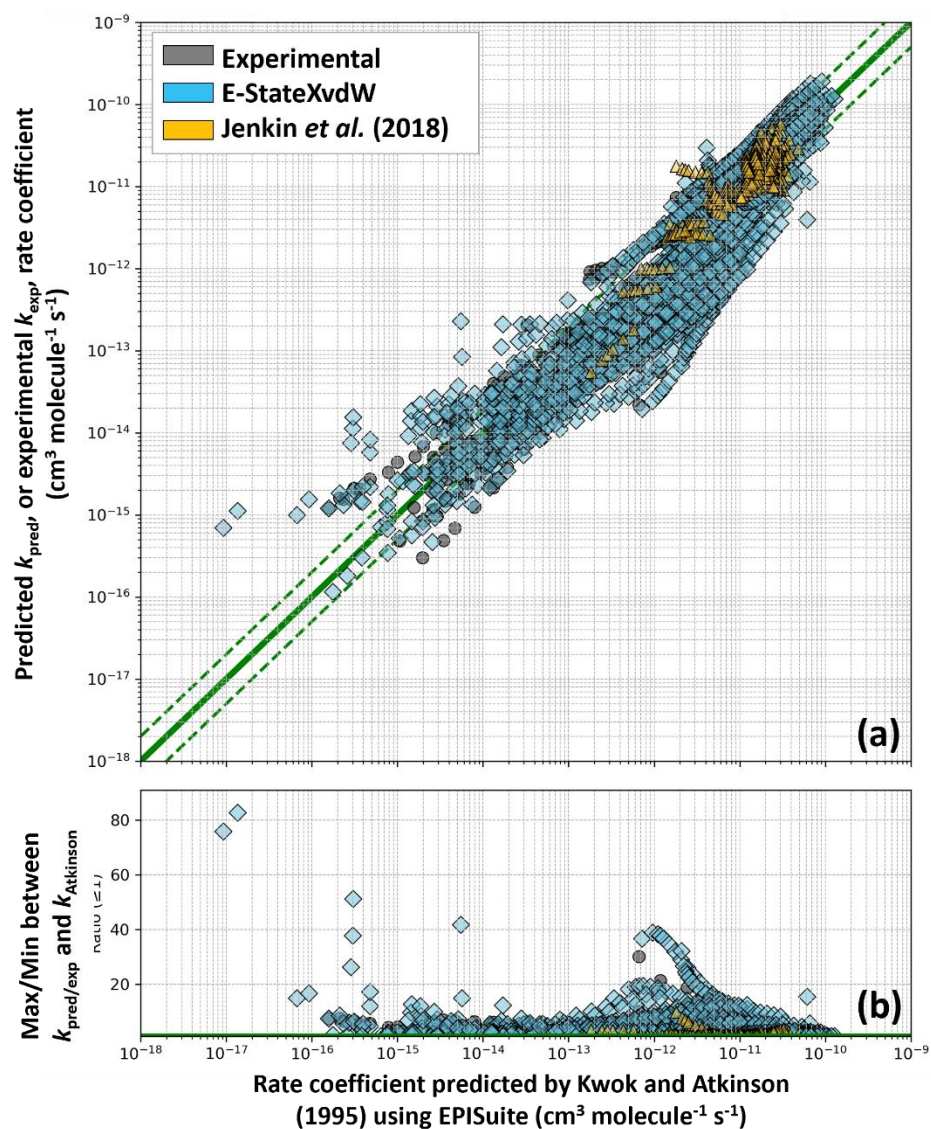 10⁻⁹
Experimental
E-StateXvdW
Jenkin et al. (2018)
10⁻¹⁰
10⁻¹¹
10⁻¹²
10⁻¹³
10⁻¹⁴
10⁻¹⁵
10⁻¹⁶
10⁻¹⁷
10⁻¹⁸
Predicted k_pred, or experimental k_exp, rate coefficient
(cm³ molecule⁻¹ s⁻¹)
(a)
80
60
40
20
Max/Min between
k_pred/exp and k_Atkinson
(b)
10⁻¹⁸ 10⁻¹⁷ 10⁻¹⁶ 10⁻¹⁵ 10⁻¹⁴ 10⁻¹³ 10⁻¹² 10⁻¹¹ 10⁻¹⁰ 10⁻⁹
Rate coefficient predicted by Kwok and Atkinson
(1995) using EPISuite (cm³ molecule⁻¹ s⁻¹)